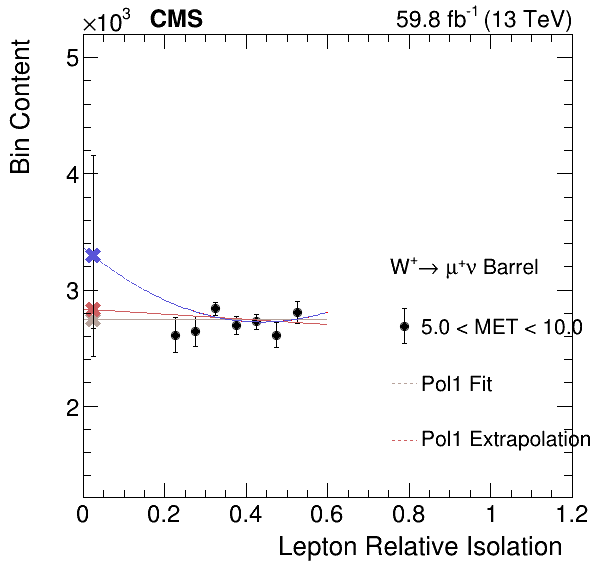 ×10³ CMS 59.8 fb⁻¹ (13 TeV)
Bin Content
5
4
3
2
W⁺→ μ⁺ν Barrel
5.0 < MET < 10.0
Pol1 Fit
Pol1 Extrapolation
0 0.2 0.4 0.6 0.8 1 1.2
Lepton Relative Isolation